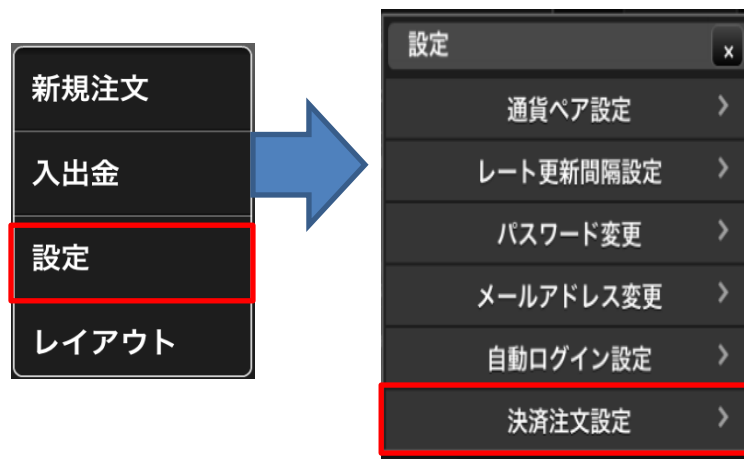 新規注文
入出金
設定
レイアウト
設定
x
通貨ペア設定
レート更新間隔設定
パスワード変更
メールアドレス変更
自動ログイン設定
決済注文設定